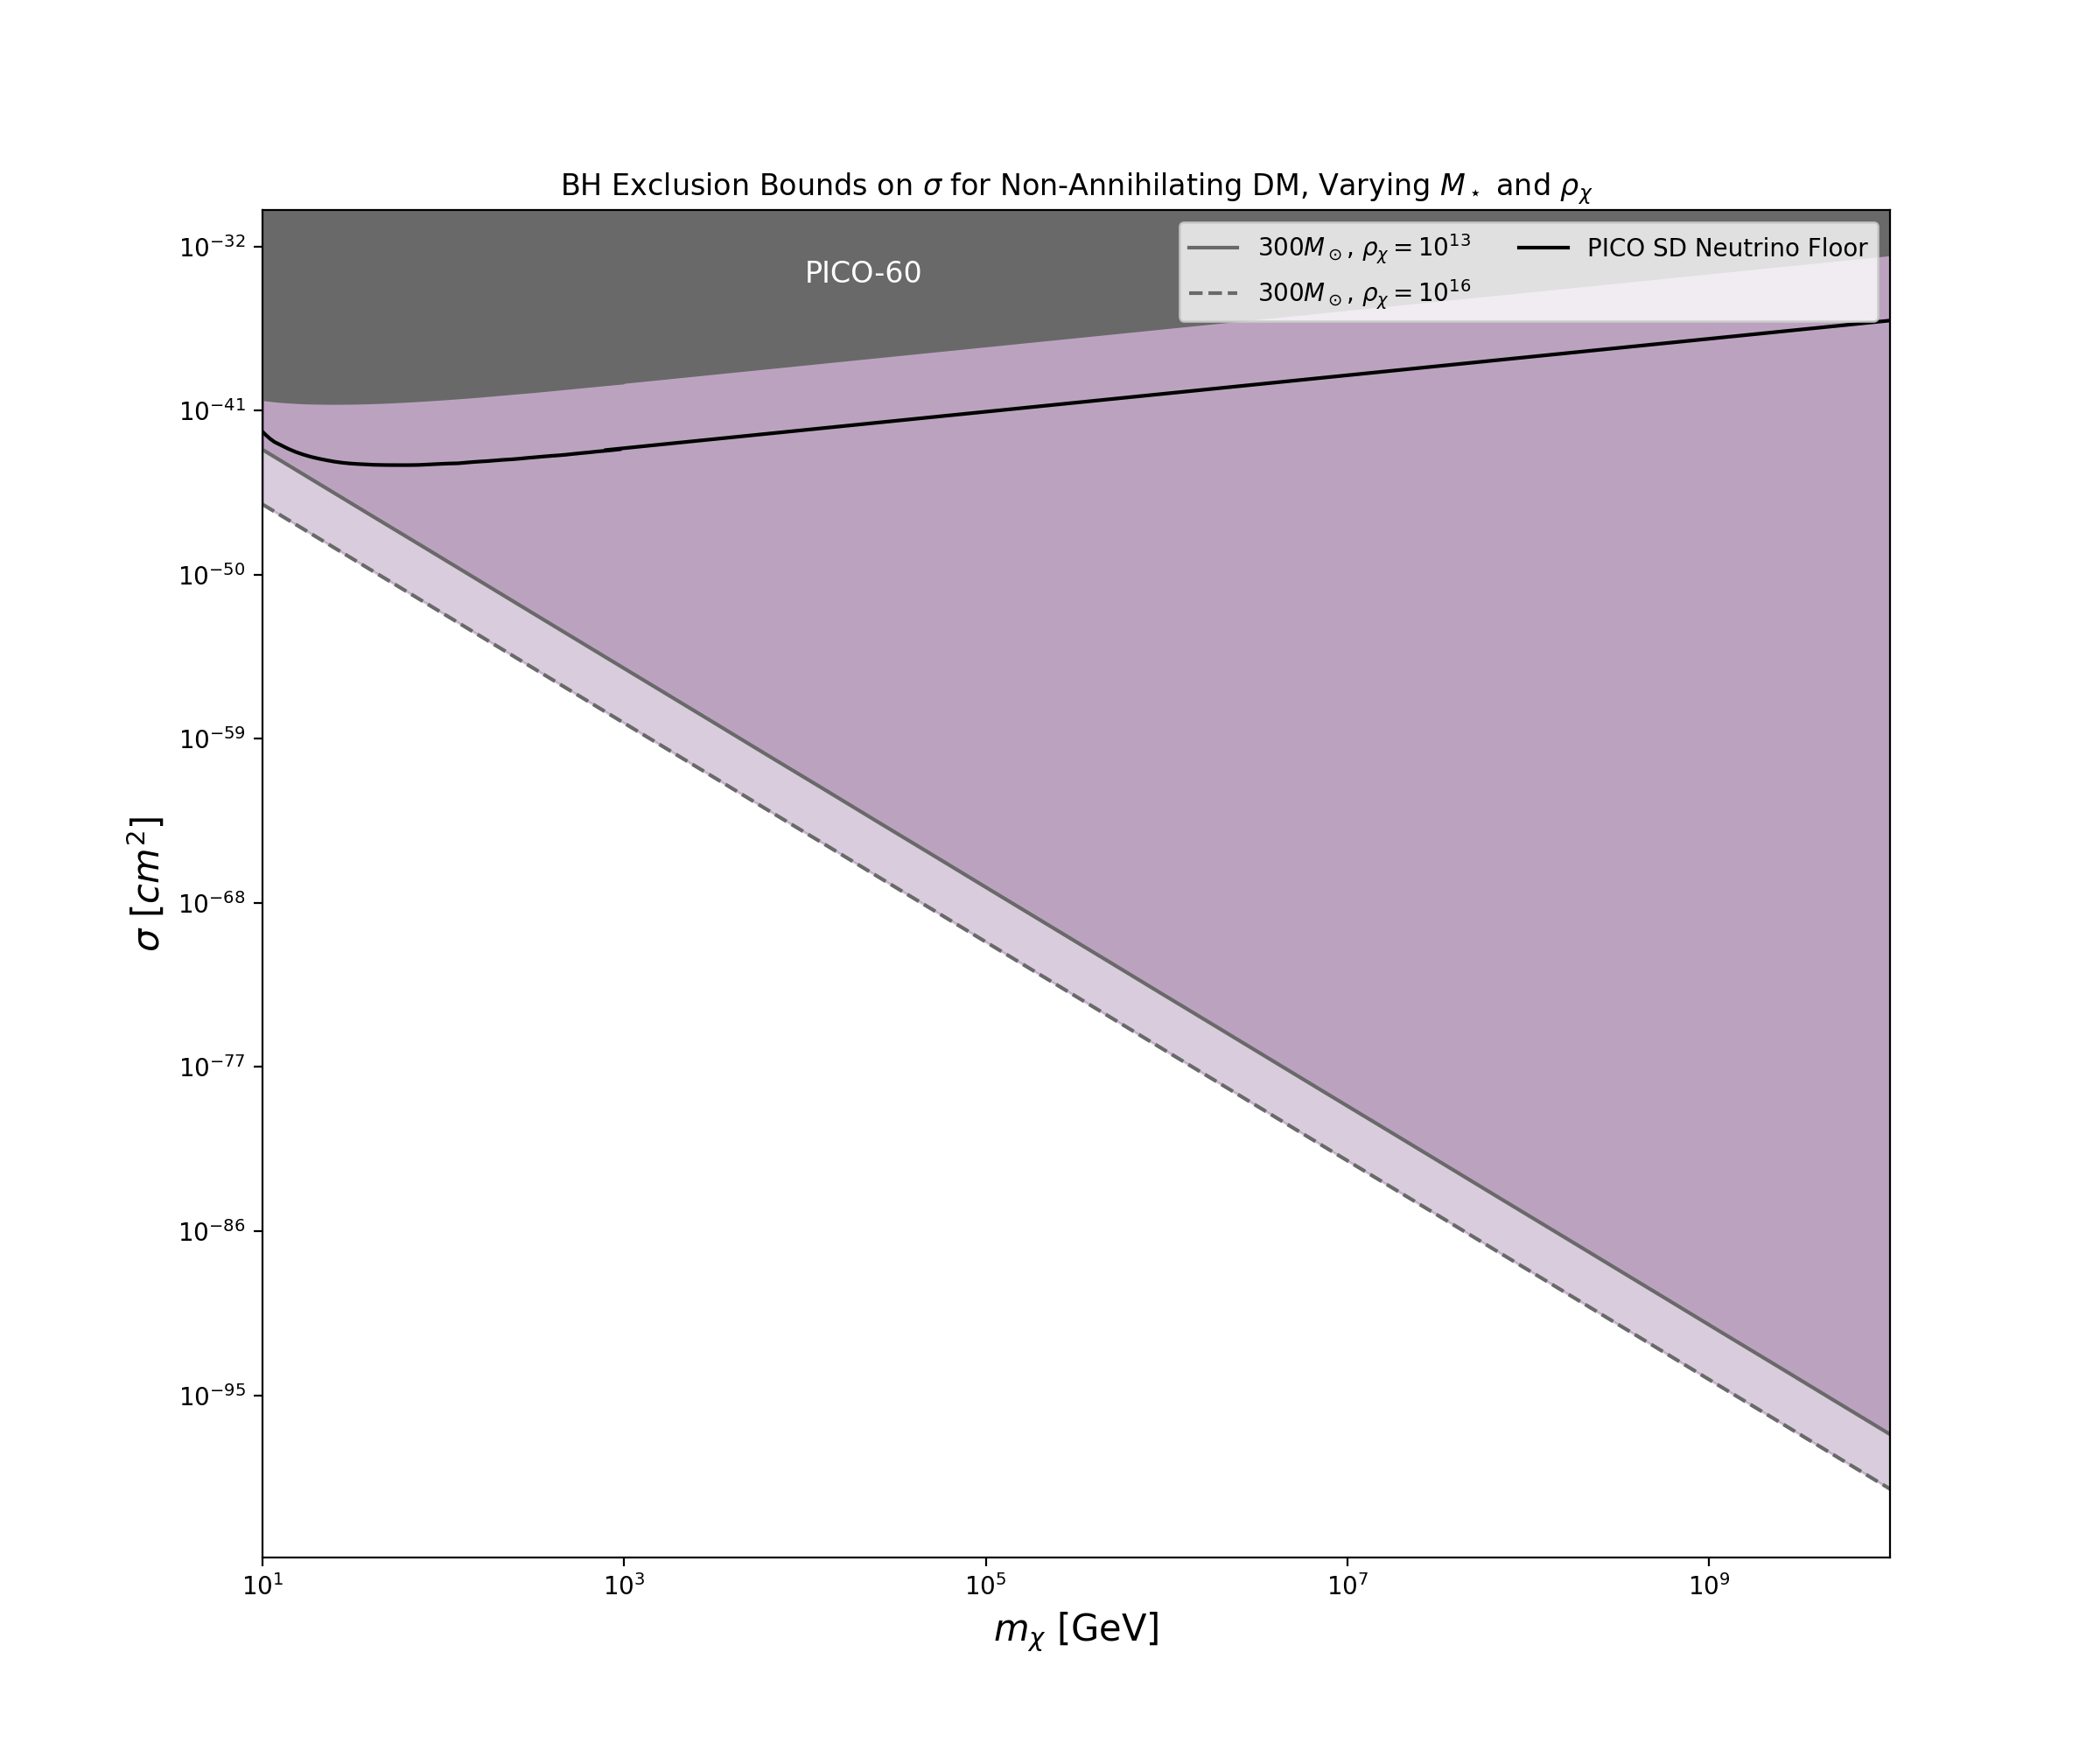 BH Exclusion Bounds on σ for Non-Annihilating DM, Varying M⋆ and ρχ
PICO-60
300M⊙, ρχ = 10¹³
300M⊙, ρχ = 10¹⁶
PICO SD Neutrino Floor
σ [cm²]
10⁻³²
10⁻⁴¹
10⁻⁵⁰
10⁻⁵⁹
10⁻⁶⁸
10⁻⁷⁷
10⁻⁸⁶
10⁻⁹⁵
10¹ 10³ 10⁵ 10⁷ 10⁹
mχ [GeV]